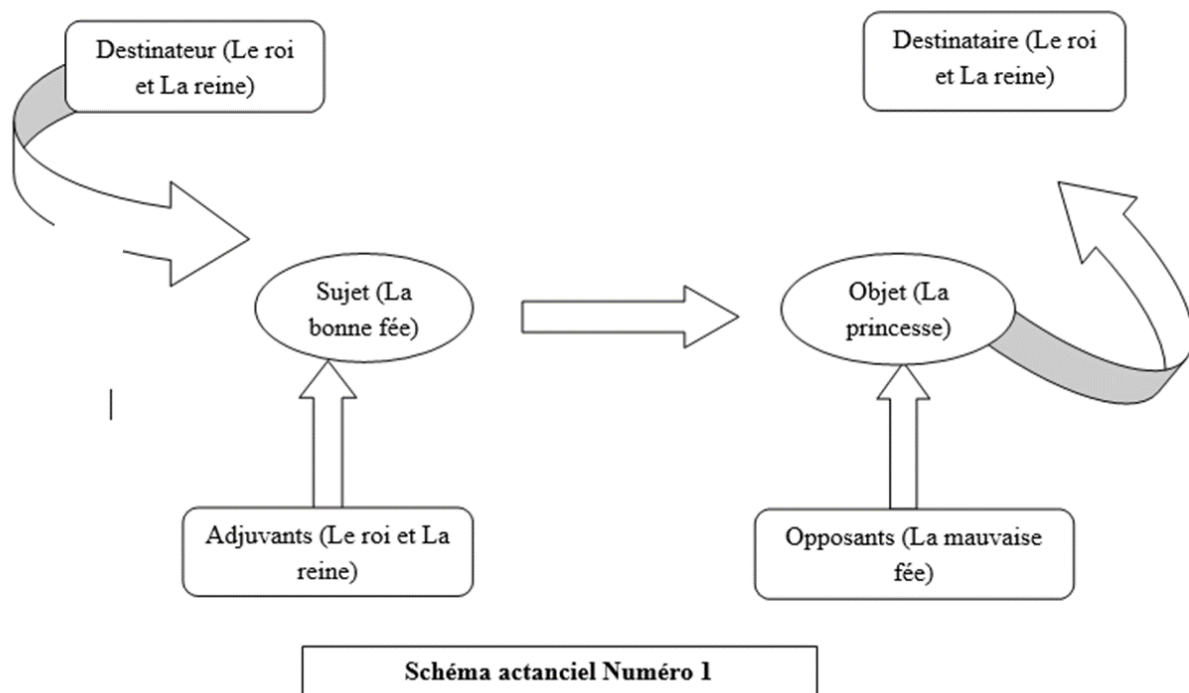 Destinateur (Le roi
et La reine)
Destinataire (Le roi
et La reine)
Sujet (La
bonne fée)
Objet (La
princesse)
Adjuvants (Le roi et La
reine)
Opposants (La mauvaise
fée)
Schéma actanciel Numéro 1